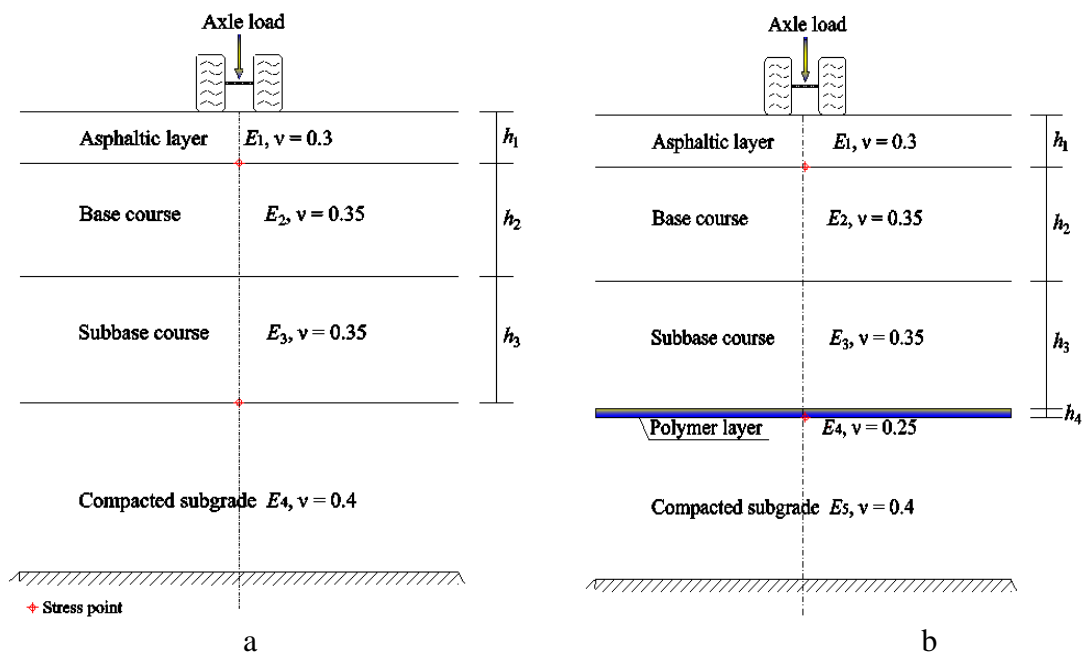 Axle load
Asphaltic layer E1, ν = 0.3
h1
Base course E2, ν = 0.35
h2
Subbase course E3, ν = 0.35
h3
Compacted subgrade E4, ν = 0.4
Stress point
a
Axle load
Asphaltic layer E1, ν = 0.3
h1
Base course E2, ν = 0.35
h2
Subbase course E3, ν = 0.35
h3
h4
Polymer layer E4, ν = 0.25
Compacted subgrade E5, ν = 0.4
b